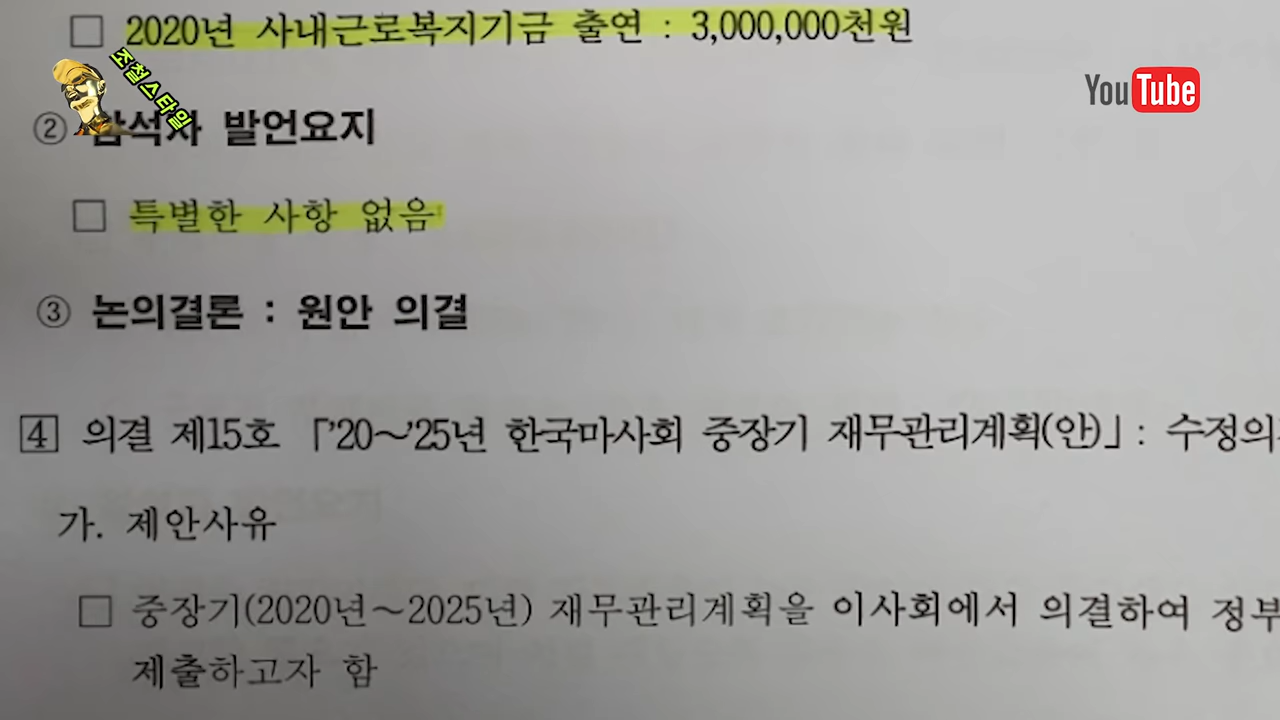 □ 2020년 사내근로복지기금 출연 : 3,000,000천원
조철스타일
YouTube
② 참석자 발언요지
□ 특별한 사항 없음
③ 논의결론 : 원안 의결
4 의결 제15호 「'20～'25년 한국마사회 중장기 재무관리계획(안)」: 수정의
가. 제안사유
□ 중장기(2020년～2025년) 재무관리계획을 이사회에서 의결하여 정부
제출하고자 함